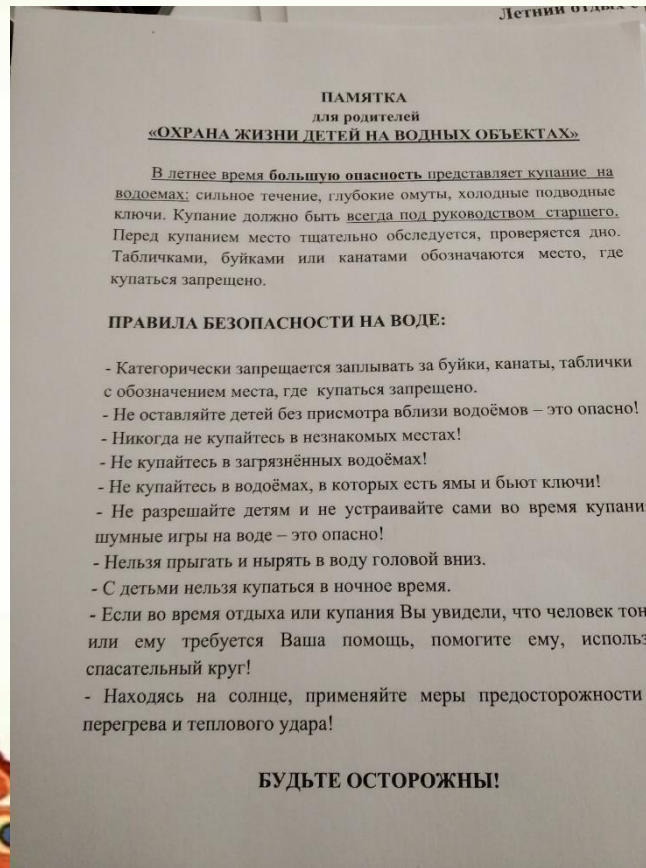 Летний отдых с
ПАМЯТКА
для родителей
«ОХРАНА ЖИЗНИ ДЕТЕЙ НА ВОДНЫХ ОБЪЕКТАХ»
В летнее время большую опасность представляет купание на
водоемах: сильное течение, глубокие омуты, холодные подводные
ключи. Купание должно быть всегда под руководством старшего.
Перед купанием место тщательно обследуется, проверяется дно.
Табличками, буйками или канатами обозначаются место, где
купаться запрещено.
ПРАВИЛА БЕЗОПАСНОСТИ НА ВОДЕ:
- Категорически запрещается заплывать за буйки, канаты, таблички
с обозначением места, где купаться запрещено.
- Не оставляйте детей без присмотра вблизи водоёмов – это опасно!
- Никогда не купайтесь в незнакомых местах!
- Не купайтесь в загрязнённых водоёмах!
- Не купайтесь в водоёмах, в которых есть ямы и бьют ключи!
- Не разрешайте детям и не устраивайте сами во время купани
шумные игры на воде – это опасно!
- Нельзя прыгать и нырять в воду головой вниз.
- С детьми нельзя купаться в ночное время.
- Если во время отдыха или купания Вы увидели, что человек тон
или ему требуется Ваша помощь, помогите ему, использ
спасательный круг!
- Находясь на солнце, применяйте меры предосторожности
перегрева и теплового удара!
БУДЬТЕ ОСТОРОЖНЫ!